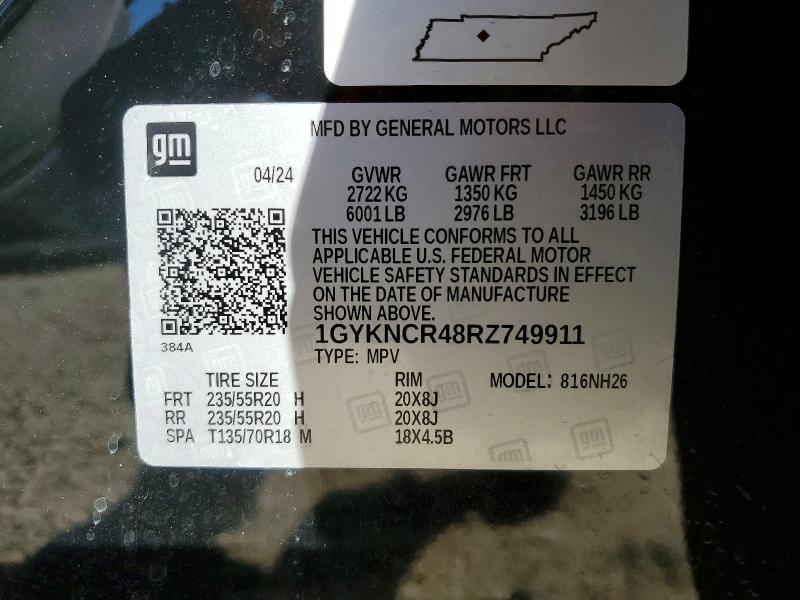 gm
MFD BY GENERAL MOTORS LLC
04/24
GVWR GAWR FRT GAWR RR
2722 KG 1350 KG 1450 KG
6001 LB 2976 LB 3196 LB
THIS VEHICLE CONFORMS TO ALL
APPLICABLE U.S. FEDERAL MOTOR
VEHICLE SAFETY STANDARDS IN EFFECT
ON THE DATE OF MANUFACTURE
SHOWN ABOVE.
1GYKNCR48RZ749911
384A
TYPE: MPV
TIRE SIZE RIM MODEL: 816NH26
FRT 235/55R20 H 20X8J
RR 235/55R20 H 20X8J
SPA T135/70R18 M 18X4.5B